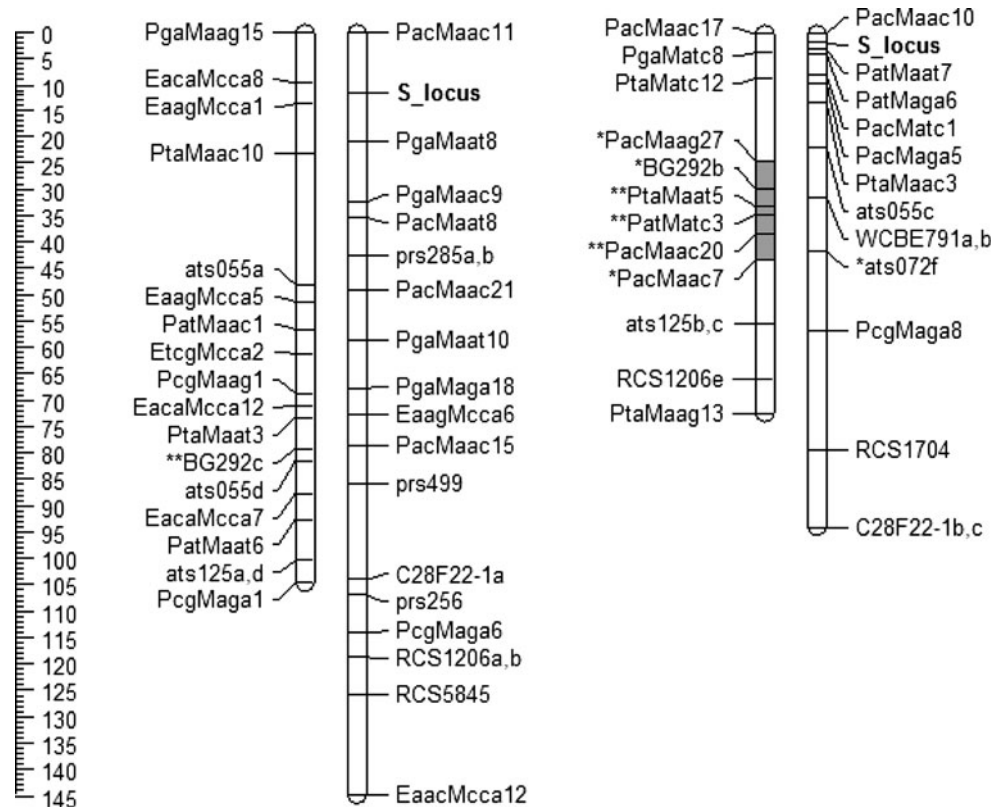 0
5
10
15
20
25
30
35
40
45
50
55
60
65
70
75
80
85
90
95
100
105
110
115
120
125
130
135
140
145
PgaMaag15
EacaMcca8
EaagMcca1
PtaMaac10
ats055a
EaagMcca5
PatMaac1
EtcgMcca2
PcgMaag1
EacaMcca12
PtaMaat3
**BG292c
ats055d
EacaMcca7
PatMaat6
ats125a,d
PcgMaga1
PacMaac11
S_locus
PgaMaat8
PgaMaac9
PacMaat8
prs285a,b
PacMaac21
PgaMaat10
PgaMaga18
EaagMcca6
PacMaac15
prs499
C28F22-1a
prs256
PcgMaga6
RCS1206a,b
RCS5845
EaacMcca12
PacMaac17
PgaMatc8
PtaMatc12
*PacMaag27
*BG292b
**PtaMaat5
**PatMatc3
**PacMaac20
*PacMaac7
ats125b,c
RCS1206e
PtaMaag13
PacMaac10
S_locus
PatMaat7
PatMaga6
PacMatc1
PacMaga5
PtaMaac3
ats055c
WCBE791a,b
*ats072f
PcgMaga8
RCS1704
C28F22-1b,c